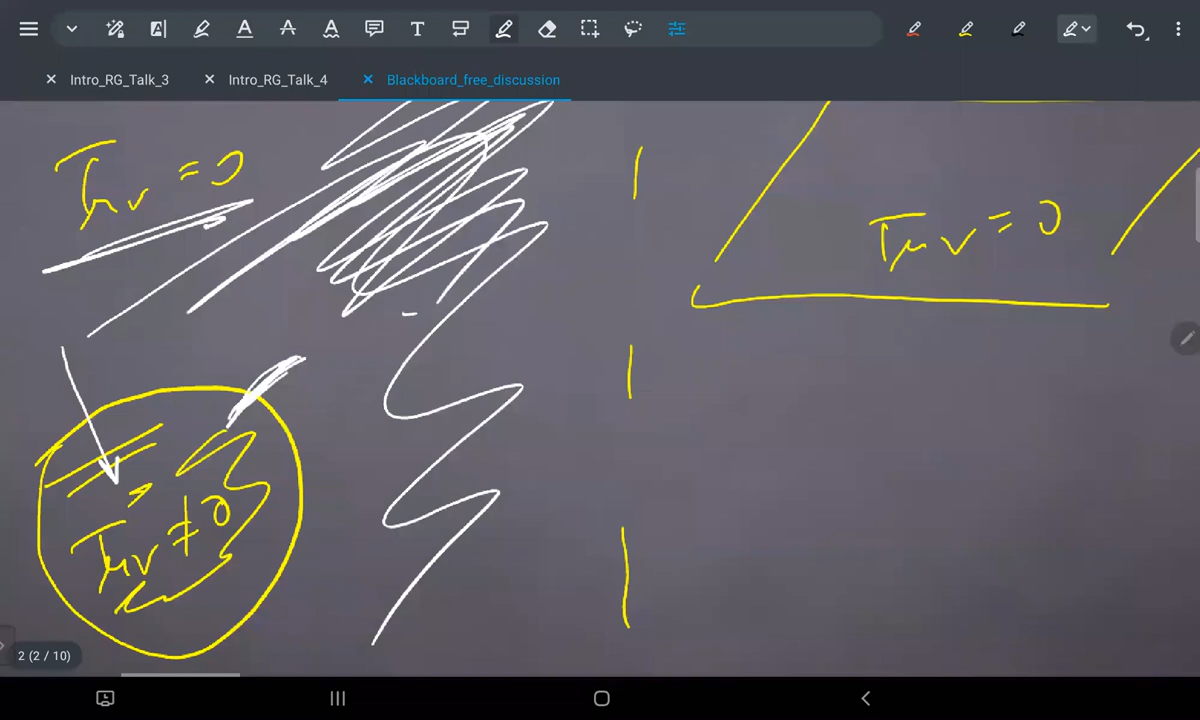 Intro_RG_Talk_3
Intro_RG_Talk_4
Blackboard_free_discussion
Tμν = 0
Tμν = 0
Tμν ≠ 0
2 (2 / 10)